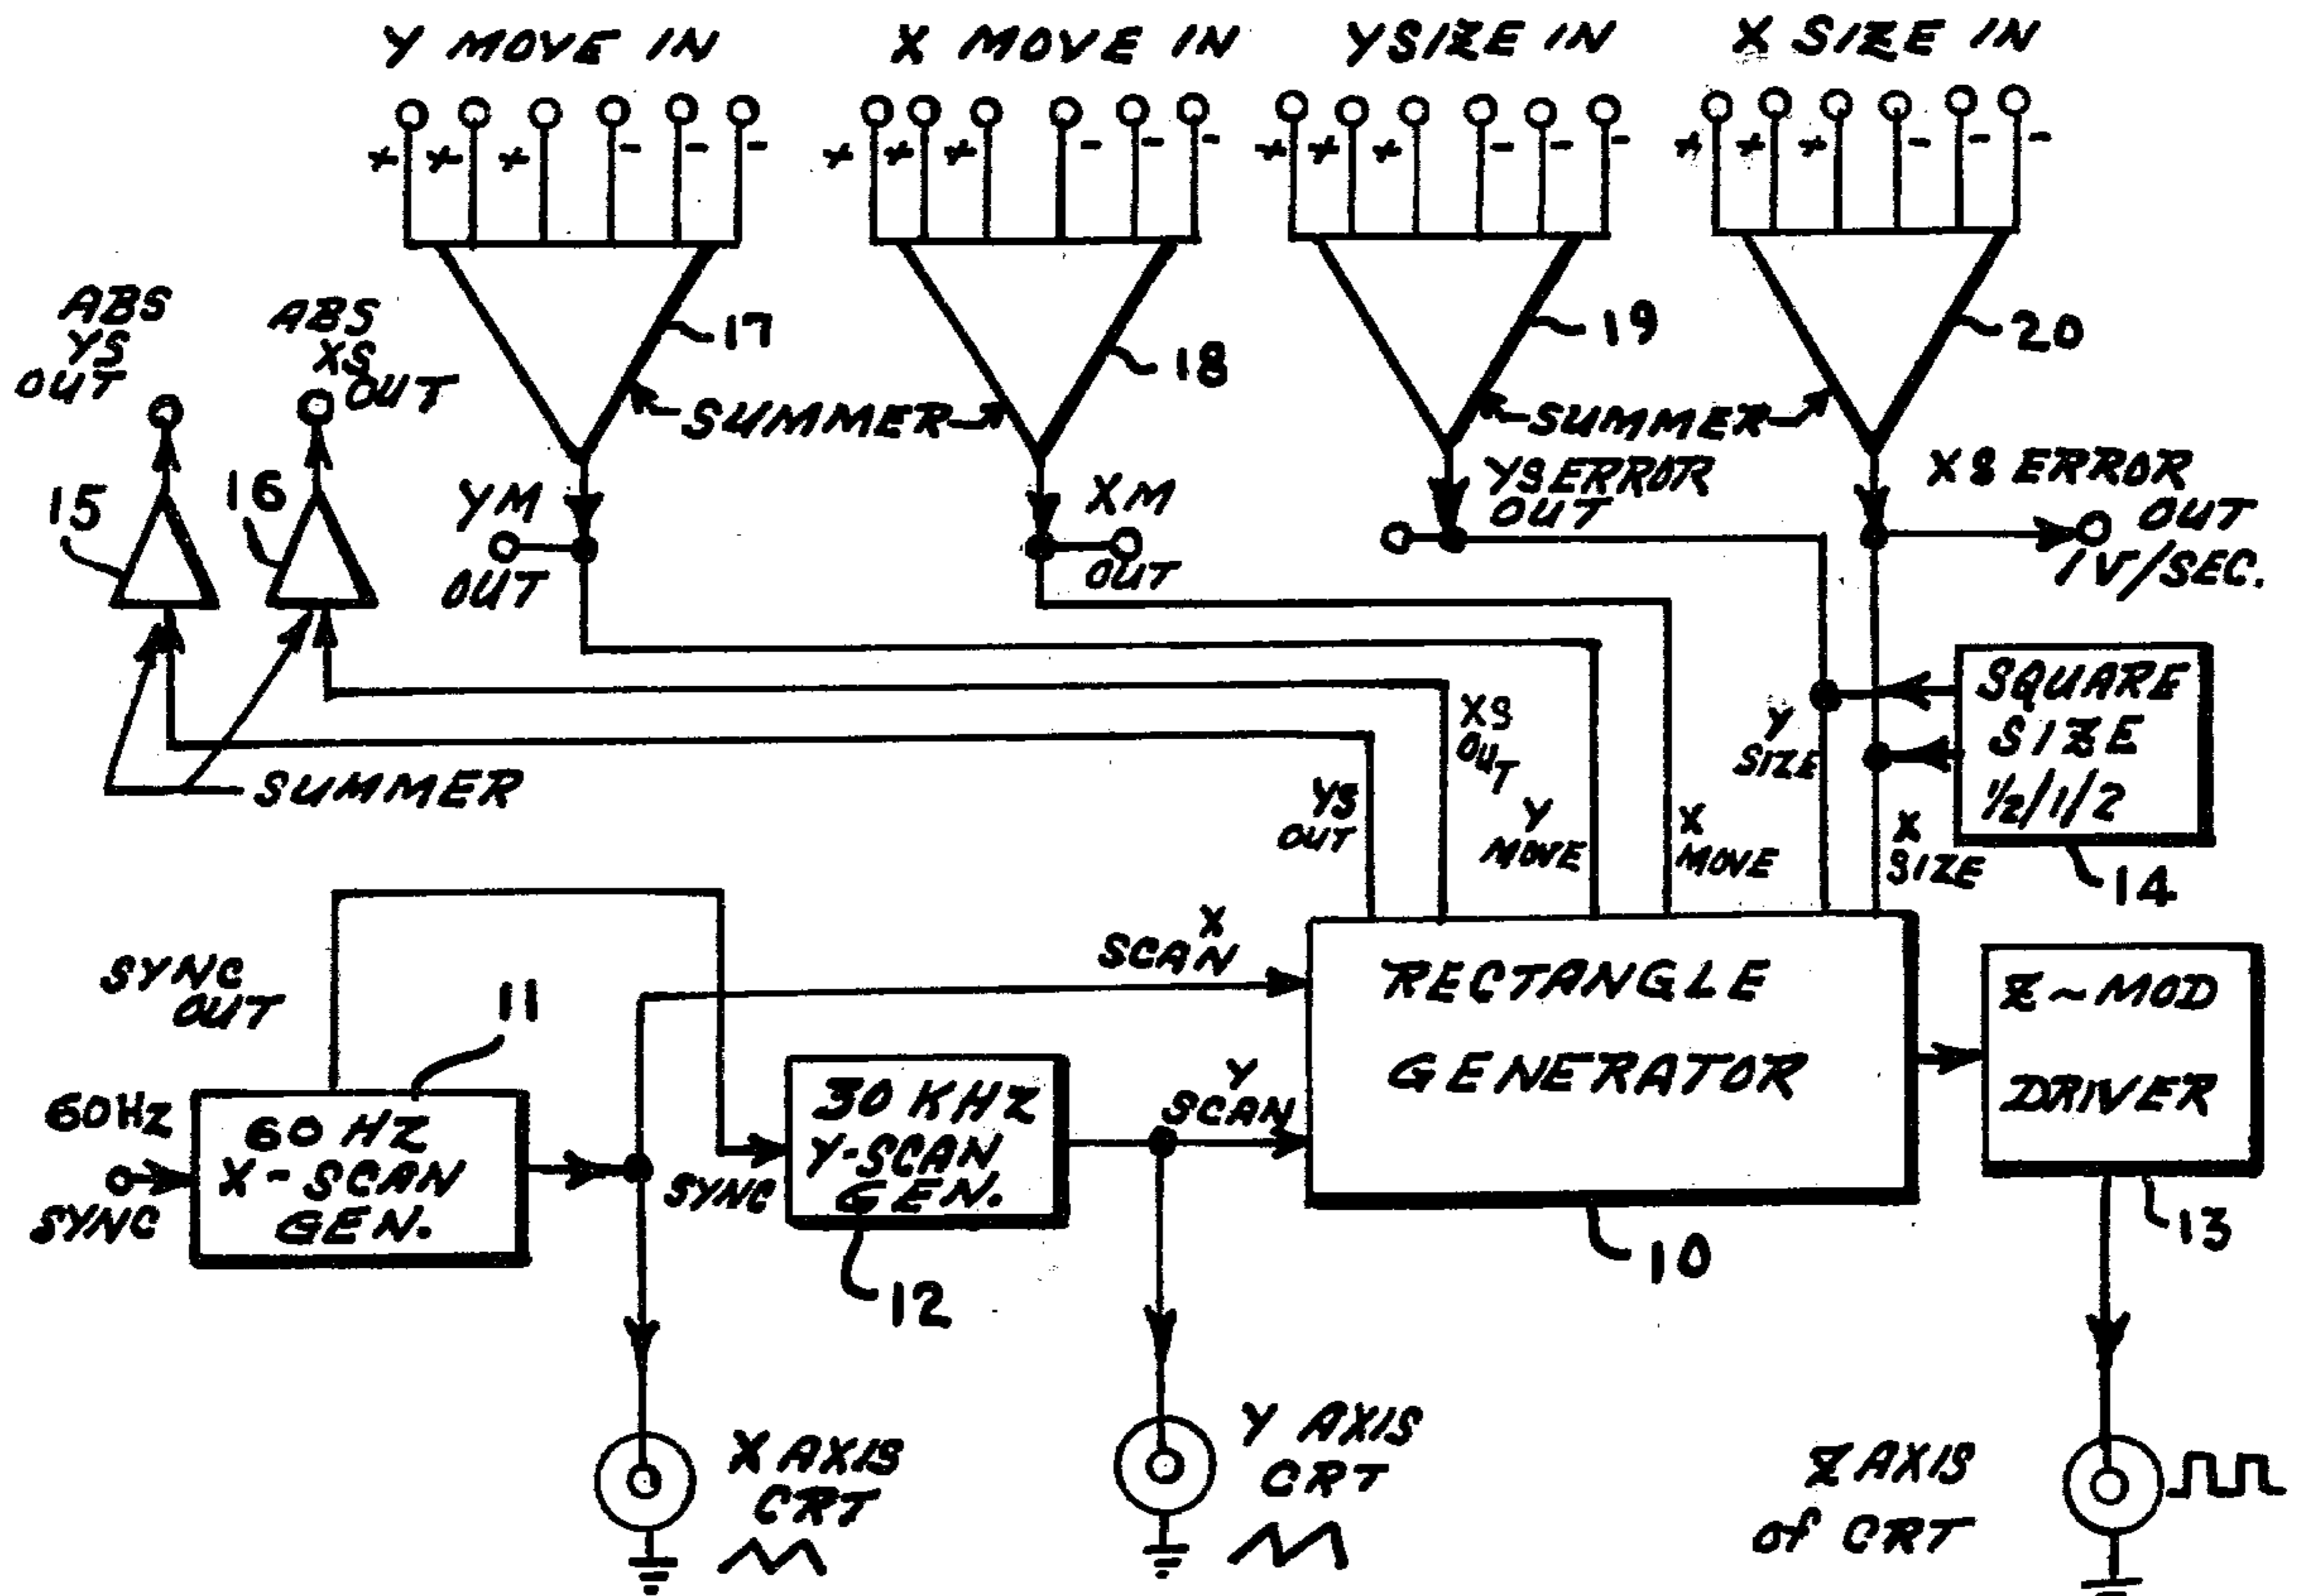 Y MOVE IN
X MOVE IN
Y SIZE IN
X SIZE IN
+ + + - - -
+ + + - - -
+ + + - - -
+ + + - - -
ABS
YS
OUT
ABS
XS
OUT
17
18
19
20
SUMMER
SUMMER
15
16
YM
OUT
XM
OUT
YS ERROR
OUT
XS ERROR
OUT
1V/SEC.
SUMMER
YS
OUT
XS
OUT
Y
MOVE
X
MOVE
Y
SIZE
X
SIZE
SQUARE
SIZE
1/2/1/2
14
SYNC
OUT
11
X
SCAN
60Hz
SYNC
60 HZ
X-SCAN
GEN.
SYNC
30 KHZ
Y-SCAN
GEN.
12
Y
SCAN
RECTANGLE
GENERATOR
10
Z~MOD
DRIVER
13
X AXIS
CRT
Y AXIS
CRT
Z AXIS
of CRT